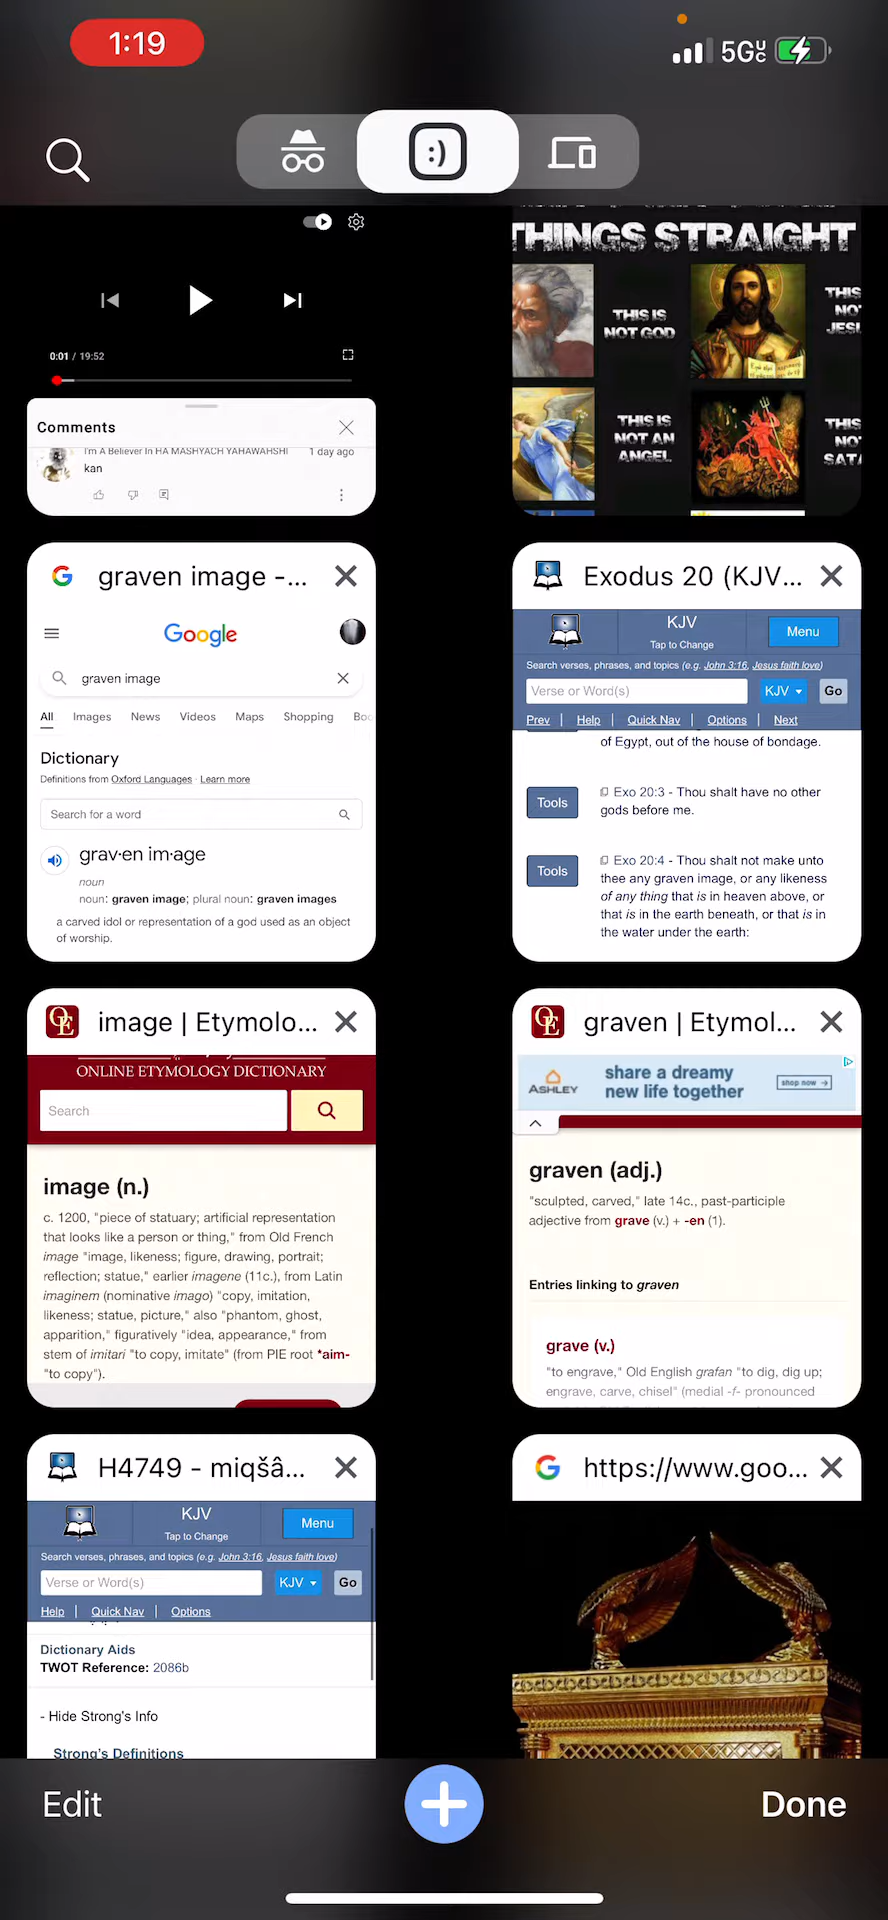 1:19
5G
THINGS STRAIGHT
THIS IS
NOT GOD
THIS
NO
JES
THIS IS
NOT AN
ANGEL
THIS
NO
SAT
0:01 / 19:52
Comments
I'm A Believer In HA MASHYACH YAHAWAHSHI 1 day ago
kan
graven image -...
Google
graven image
All Images News Videos Maps Shopping Boo
Dictionary
Definitions from Oxford Languages · Learn more
Search for a word
grav·en im·age
noun
noun: graven image; plural noun: graven images
a carved idol or representation of a god used as an object
of worship.
Exodus 20 (KJV...
KJV
Tap to Change
Menu
Search verses, phrases, and topics (e.g. John 3:16, Jesus faith love)
Verse or Word(s) KJV Go
Prev | Help | Quick Nav | Options | Next
of Egypt, out of the house of bondage.
Tools
Exo 20:3 - Thou shalt have no other
gods before me.
Tools
Exo 20:4 - Thou shalt not make unto
thee any graven image, or any likeness
of any thing that is in heaven above, or
that is in the earth beneath, or that is in
the water under the earth:
OE image | Etymolo...
ONLINE ETYMOLOGY DICTIONARY
Search
image (n.)
c. 1200, "piece of statuary; artificial representation
that looks like a person or thing," from Old French
image "image, likeness; figure, drawing, portrait;
reflection; statue," earlier imagene (11c.), from Latin
imaginem (nominative imago) "copy, imitation,
likeness; statue, picture," also "phantom, ghost,
apparition," figuratively "idea, appearance," from
stem of imitari "to copy, imitate" (from PIE root *aim-
"to copy").
OE graven | Etymol...
ASHLEY
share a dreamy
new life together
shop now →
graven (adj.)
"sculpted, carved," late 14c., past-participle
adjective from grave (v.) + -en (1).
Entries linking to graven
grave (v.)
"to engrave," Old English grafan "to dig, dig up;
engrave, carve, chisel" (medial -f- pronounced
H4749 - miqšâ...
KJV
Tap to Change
Menu
Search verses, phrases, and topics (e.g. John 3:16, Jesus faith love)
Verse or Word(s) KJV Go
Help | Quick Nav | Options
Dictionary Aids
TWOT Reference: 2086b
- Hide Strong's Info
Strong's Definitions
https://www.goo...
Edit
Done